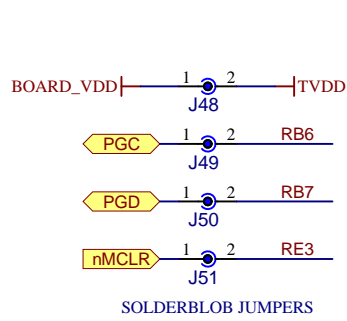 BOARD_VDD 1 2 TVDD
J48
PGC 1 2 RB6
J49
PGD 1 2 RB7
J50
nMCLR 1 2 RE3
J51
SOLDERBLOB JUMPERS